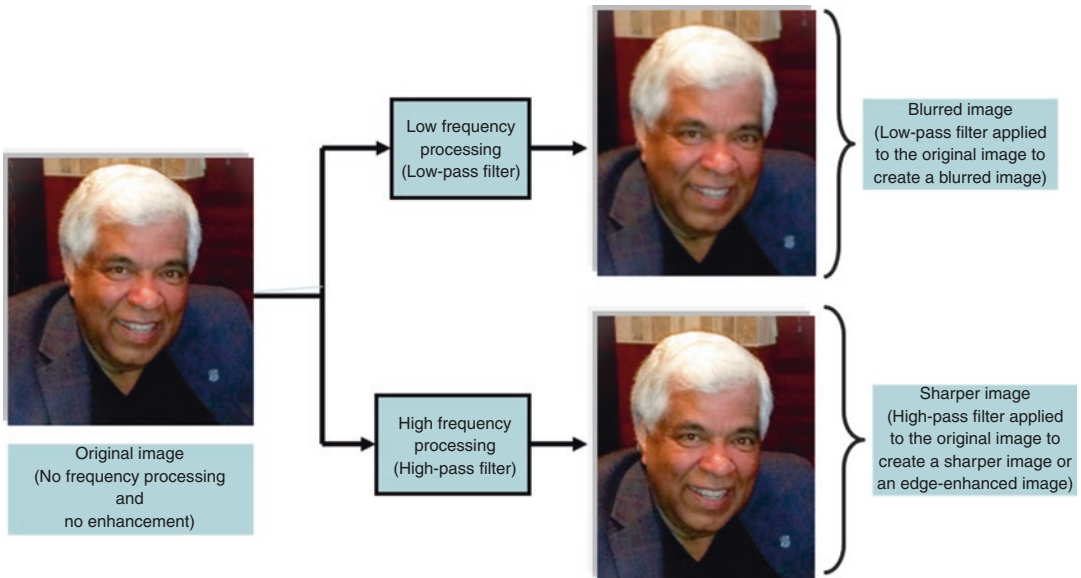 Original image
(No frequency processing
and
no enhancement)
Low frequency
processing
(Low-pass filter)
Blurred image
(Low-pass filter applied
to the original image to
create a blurred image)
High frequency
processing
(High-pass filter)
Sharper image
(High-pass filter applied
to the original image to
create a sharper image or
an edge-enhanced image)